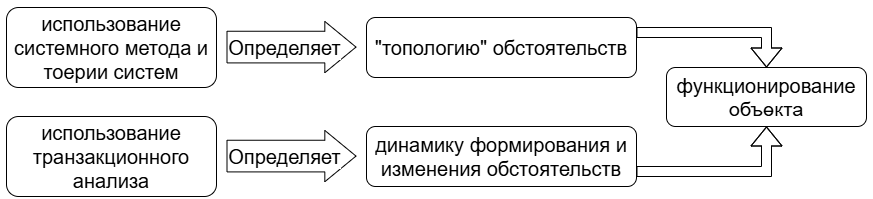 использование
системного метода и
тоерии систем
Определяет
"топологию" обстоятельств
функционирование
объекта
использование
транзакционного
анализа
Определяет
динамику формирования и
изменения обстоятельств